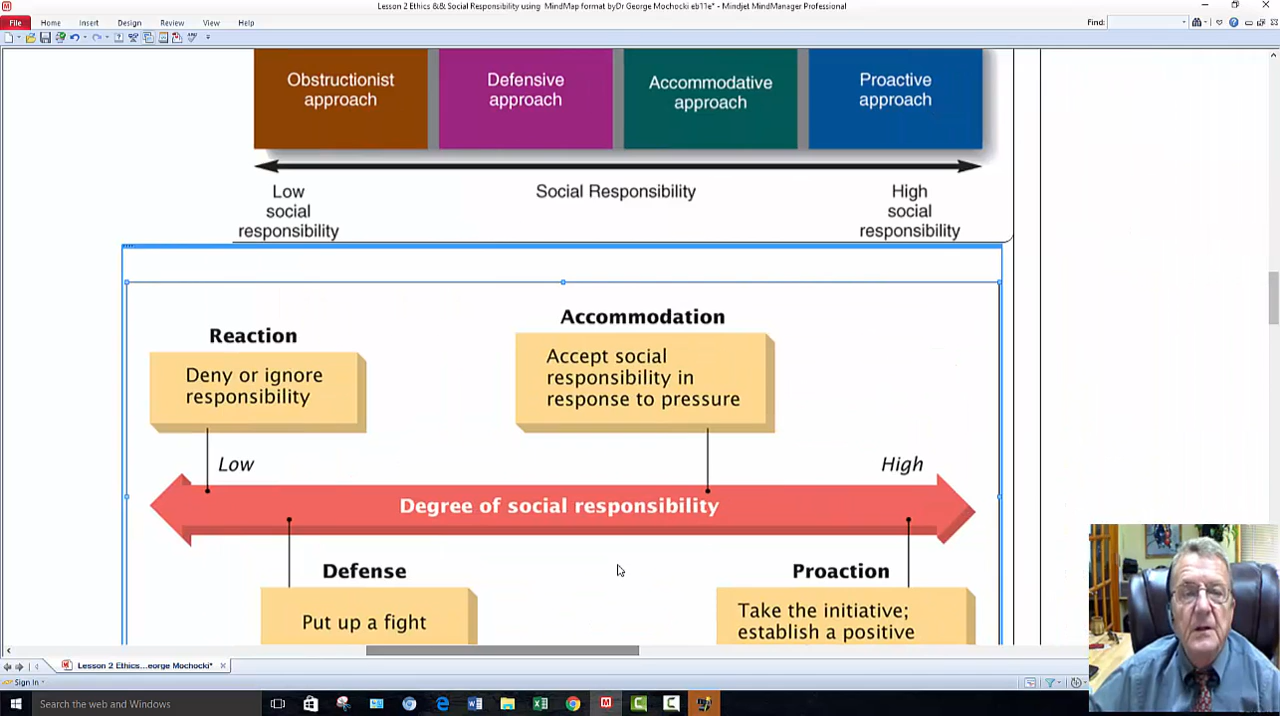 Lesson 2 Ethics && Social Responsibility using MindMap format byDr George Mochocki eb11e* - Mindjet MindManager Professional
File Home Insert Design Review View Help Find:
Obstructionist
approach
Defensive
approach
Accommodative
approach
Proactive
approach
Low
social
responsibility
Social Responsibility
High
social
responsibility
Reaction
Deny or ignore
responsibility
Accommodation
Accept social
responsibility in
response to pressure
Low
High
Degree of social responsibility
Defense
Put up a fight
Proaction
Take the initiative;
establish a positive
Lesson 2 Ethics...eorge Mochocki*
Sign In
Search the web and Windows